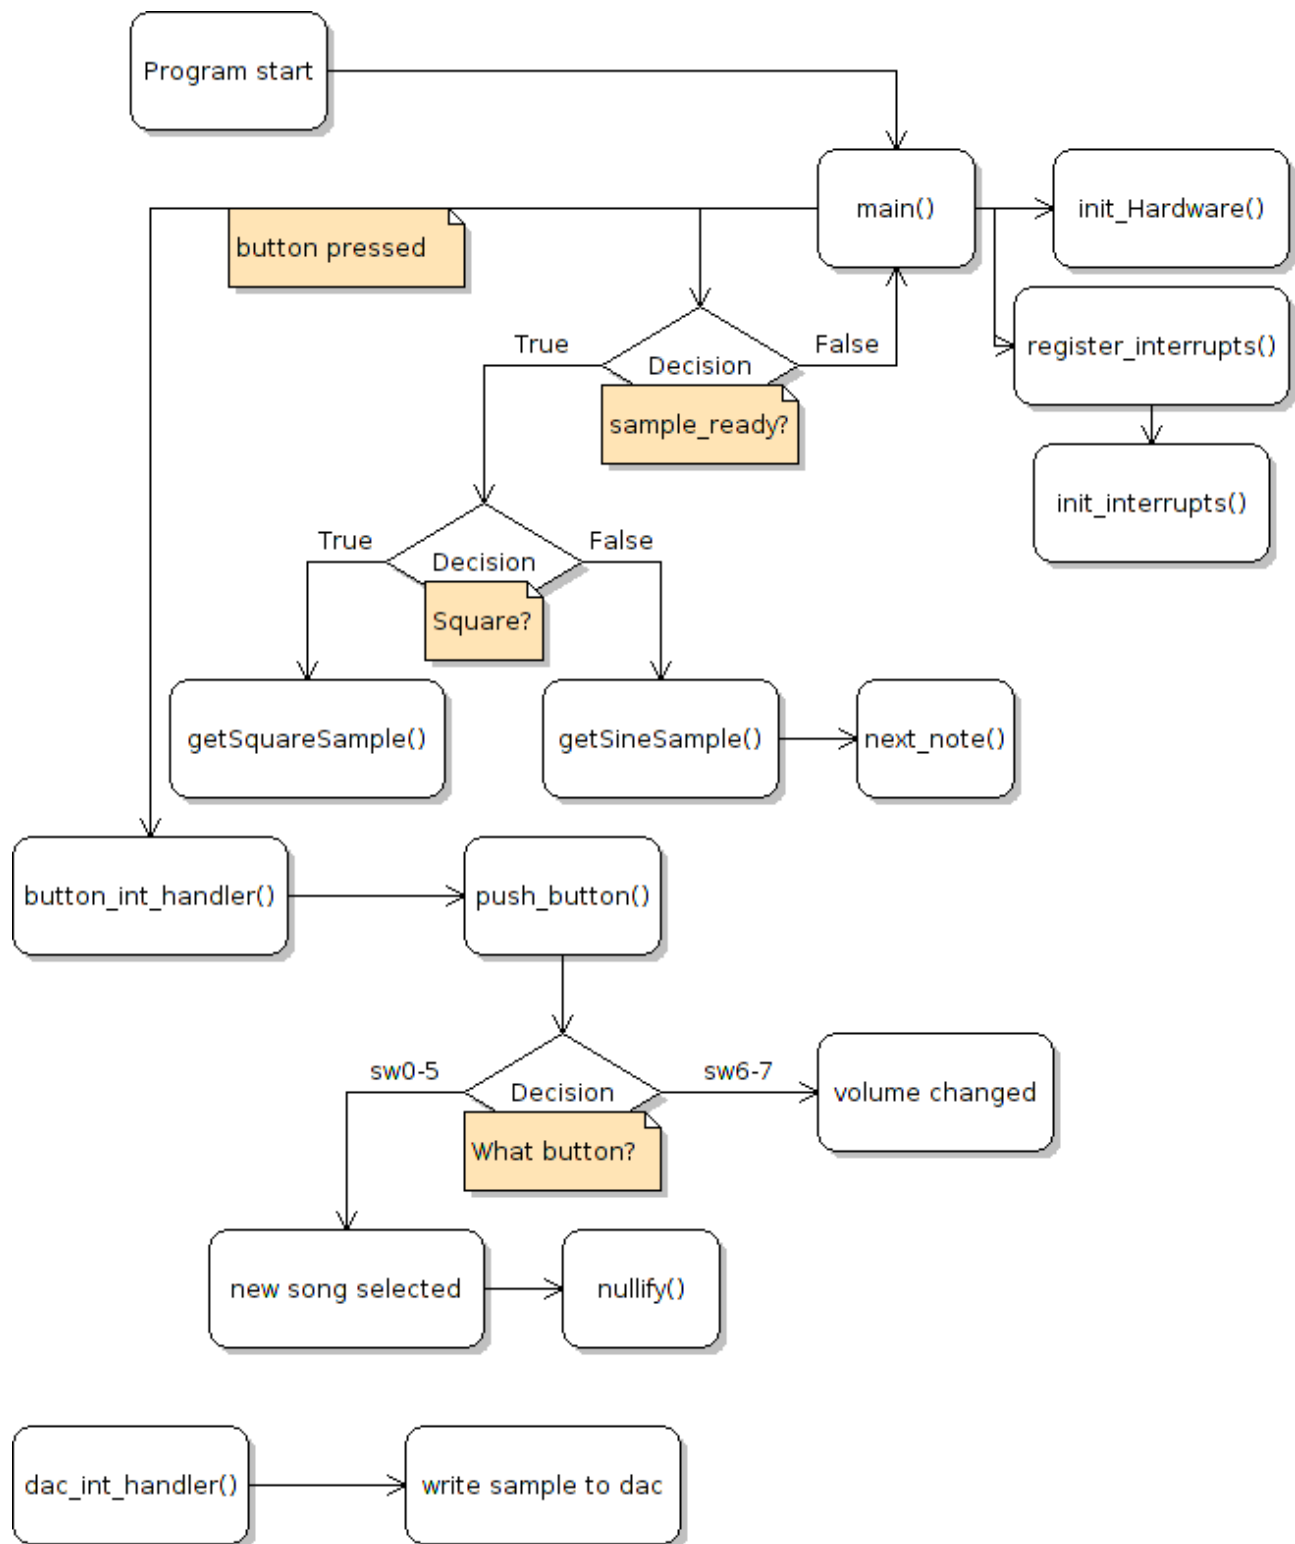 Program start
main()
init_Hardware()
button pressed
True
Decision
False
sample_ready?
register_interrupts()
init_interrupts()
True
Decision
False
Square?
getSquareSample()
getSineSample()
next_note()
button_int_handler()
push_button()
sw0-5
Decision
sw6-7
What button?
volume changed
new song selected
nullify()
dac_int_handler()
write sample to dac